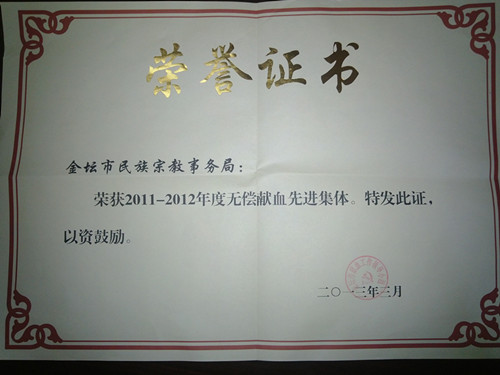 荣誉证书
金坛市民族宗教事务局：
荣获2011-2012年度无偿献血先进集体。特发此证，
以资鼓励。
二〇一三年三月